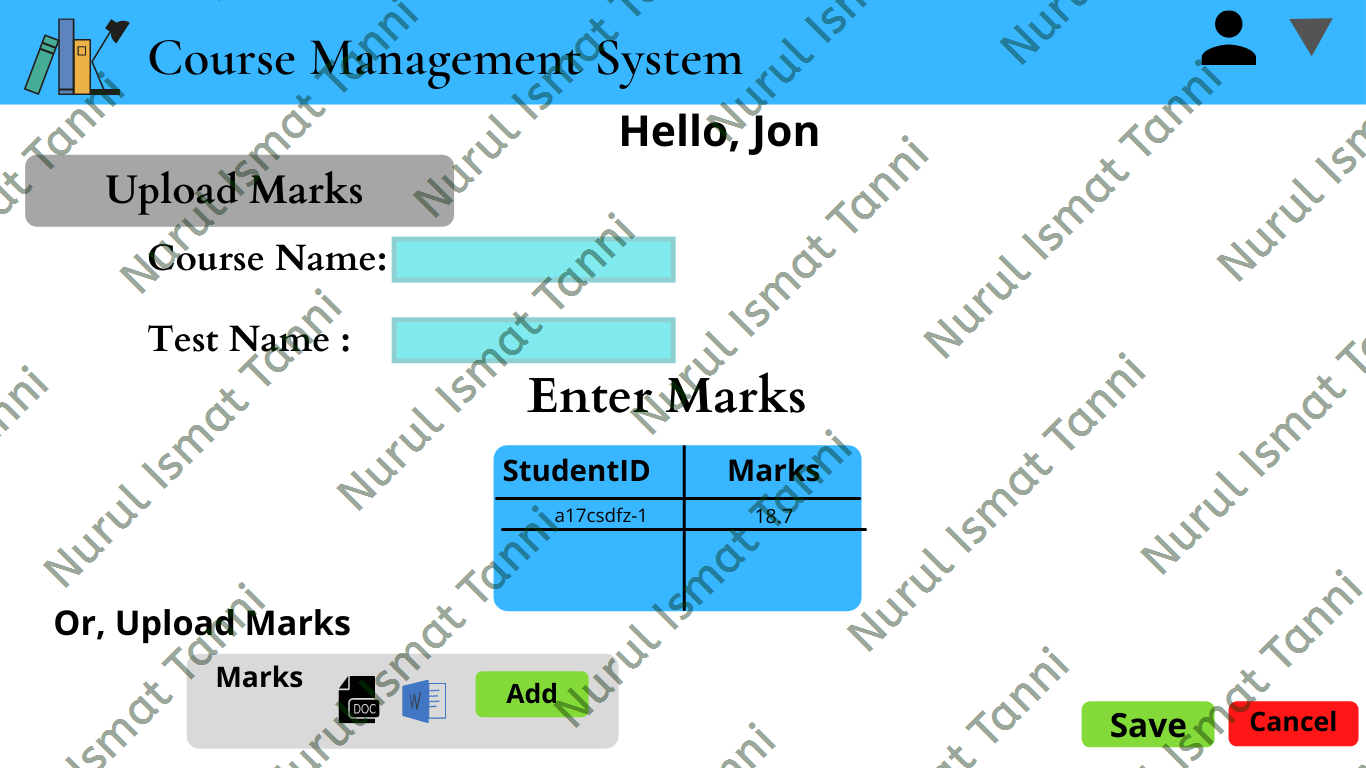 Course Management System
Hello, Jon
Upload Marks
Course Name:
Test Name :
Enter Marks
StudentID Marks
a17csdfz-1 18.7
Or, Upload Marks
Marks
DOC
W
Add
Save
Cancel
Nurul Ismat Tanni